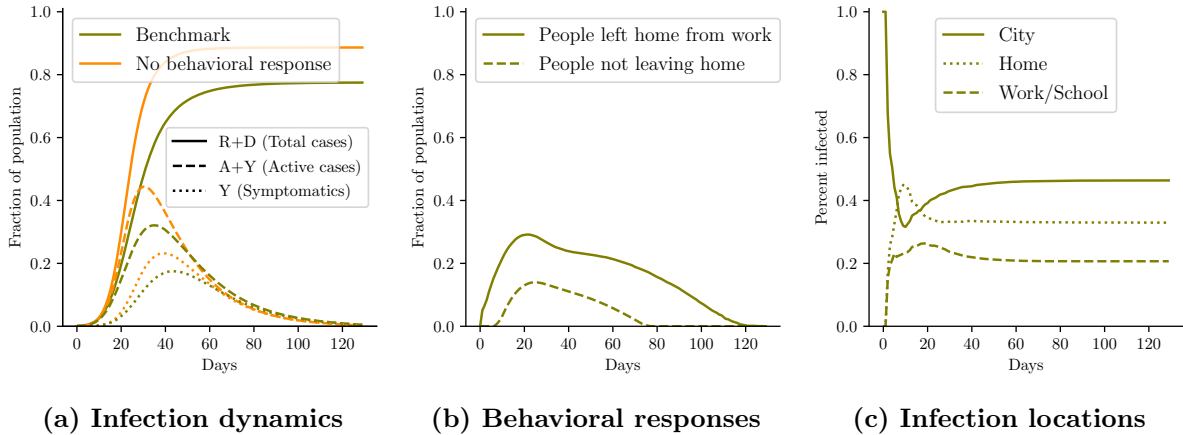 1.0
0.8
0.6
0.4
0.2
0.0
Fraction of population
Benchmark
No behavioral response
R+D (Total cases)
A+Y (Active cases)
Y (Symptomatics)
0 20 40 60 80 100 120
Days
(a) Infection dynamics
1.0
0.8
0.6
0.4
0.2
0.0
Fraction of population
People left home from work
People not leaving home
0 20 40 60 80 100 120
Days
(b) Behavioral responses
1.0
0.8
0.6
0.4
0.2
0.0
Percent infected
City
Home
Work/School
0 20 40 60 80 100 120
Days
(c) Infection locations